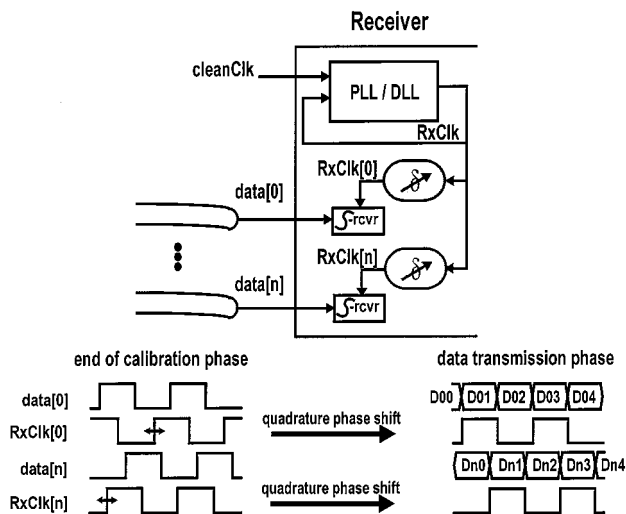 Receiver
cleanClk
PLL / DLL
RxClk
RxClk[0]
δ
data[0]
∫-rcvr
RxClk[n]
δ
data[n]
∫-rcvr
end of calibration phase
data transmission phase
data[0]
D00 D01 D02 D03 D04
RxClk[0]
quadrature phase shift
data[n]
Dn0 Dn1 Dn2 Dn3 Dn4
RxClk[n]
quadrature phase shift